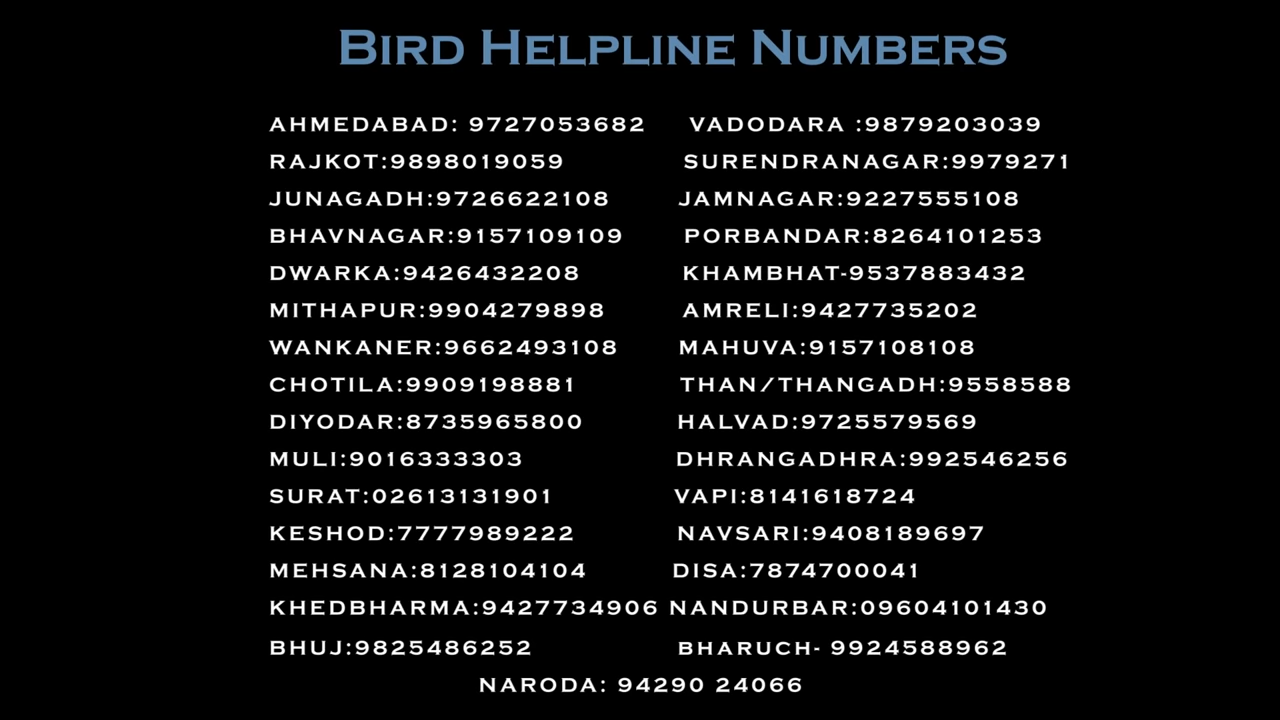 BIRD HELPLINE NUMBERS
AHMEDABAD: 9727053682 VADODARA :9879203039
RAJKOT:9898019059 SURENDRANAGAR:9979271
JUNAGADH:9726622108 JAMNAGAR:9227555108
BHAVNAGAR:9157109109 PORBANDAR:8264101253
DWARKA:9426432208 KHAMBHAT-9537883432
MITHAPUR:9904279898 AMRELI:9427735202
WANKANER:9662493108 MAHUVA:9157108108
CHOTILA:9909198881 THAN/THANGADH:9558588
DIYODAR:8735965800 HALVAD:9725579569
MULI:9016333303 DHRANGADHRA:992546256
SURAT:02613131901 VAPI:8141618724
KESHOD:7777989222 NAVSARI:9408189697
MEHSANA:8128104104 DISA:7874700041
KHEDBHARMA:9427734906 NANDURBAR:09604101430
BHUJ:9825486252 BHARUCH- 9924588962
NARODA: 94290 24066